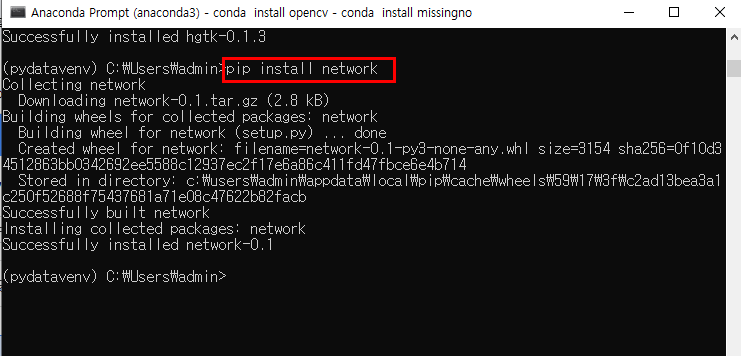 Anaconda Prompt (anaconda3) - conda  install opencv - conda  install missingno
Successfully installed hgtk-0.1.3
(pydatavenv) C:₩Users₩admin>pip install network
Collecting network
  Downloading network-0.1.tar.gz (2.8 kB)
Building wheels for collected packages: network
  Building wheel for network (setup.py) ... done
  Created wheel for network: filename=network-0.1-py3-none-any.whl size=3154 sha256=0f10d3
4512863bb0342692ee5588c12937ec2f17e6a86c411fd47fbce6e4b714
  Stored in directory: c:₩users₩admin₩appdata₩local₩pip₩cache₩wheels₩59₩17₩3f₩c2ad13bea3a1
c250f52688f75437681a71e08c47622b82facb
Successfully built network
Installing collected packages: network
Successfully installed network-0.1
(pydatavenv) C:₩Users₩admin>